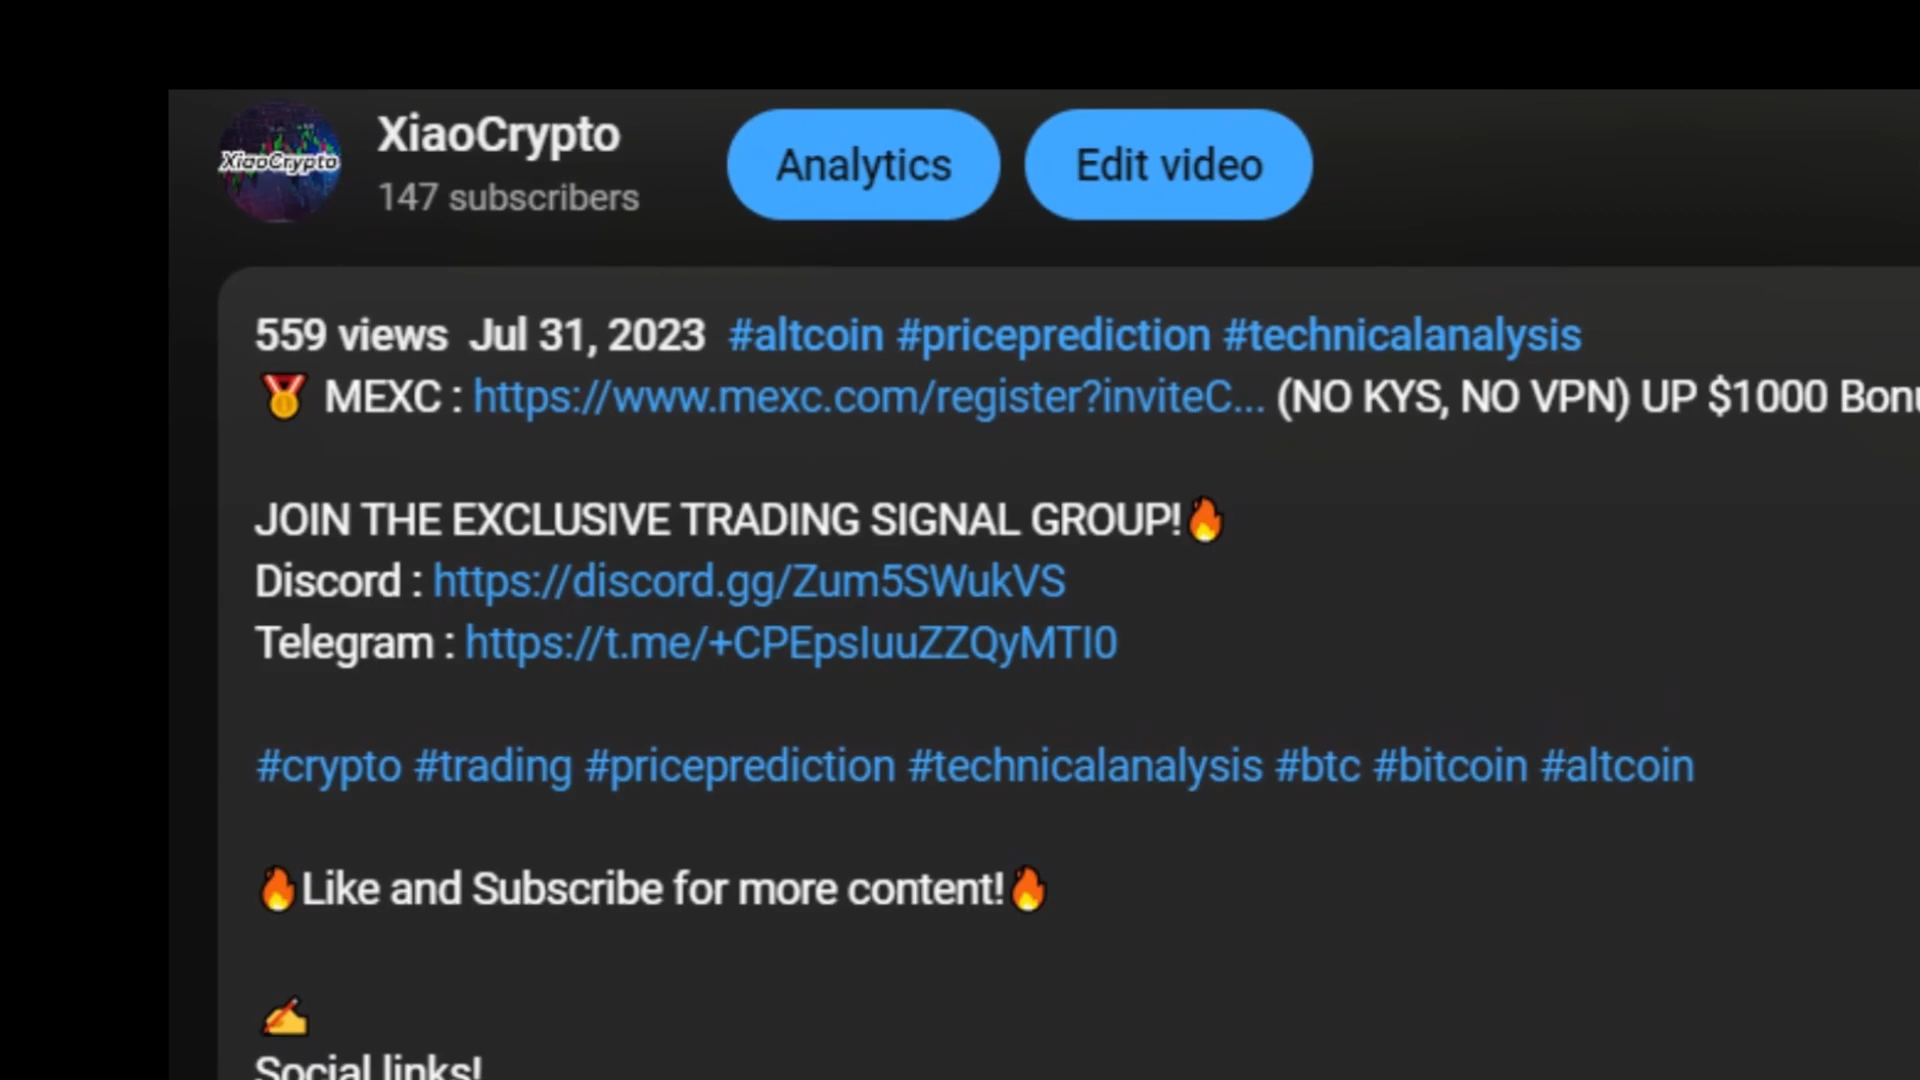 XiaoCrypto
XiaoCrypto
147 subscribers
Analytics
Edit video
559 views Jul 31, 2023 #altcoin #priceprediction #technicalanalysis
🏅 MEXC : https://www.mexc.com/register?inviteC... (NO KYS, NO VPN) UP $1000 Bonu
JOIN THE EXCLUSIVE TRADING SIGNAL GROUP!🔥
Discord : https://discord.gg/Zum5SWukVS
Telegram : https://t.me/+CPEpsIuuZZQyMTI0
#crypto #trading #priceprediction #technicalanalysis #btc #bitcoin #altcoin
🔥Like and Subscribe for more content!🔥
✍
Social links!